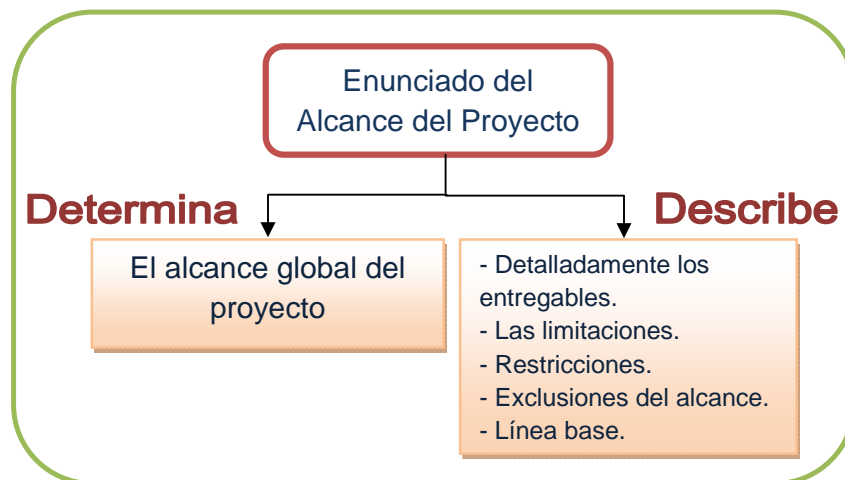 Enunciado del
Alcance del Proyecto
Determina
Describe
El alcance global del
proyecto
- Detalladamente los
entregables.
- Las limitaciones.
- Restricciones.
- Exclusiones del alcance.
- Línea base.